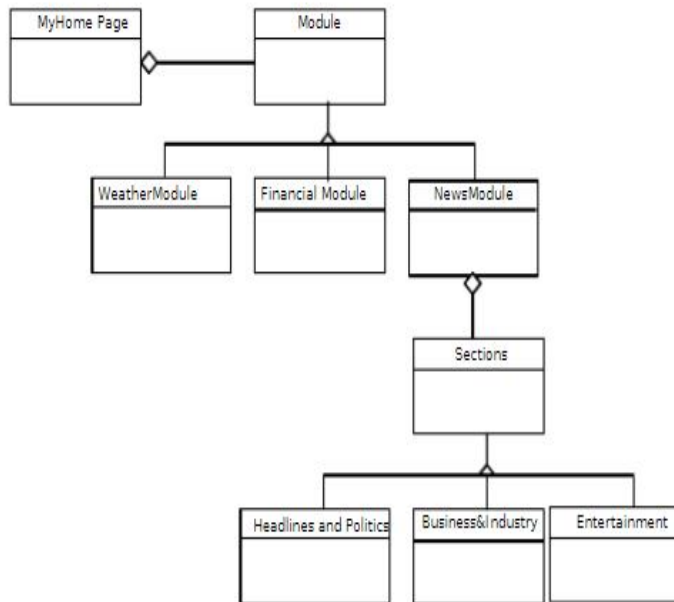 MyHome Page
Module
WeatherModule
Financial Module
NewsModule
Sections
Headlines and Politics
Business&Industry
Entertainment